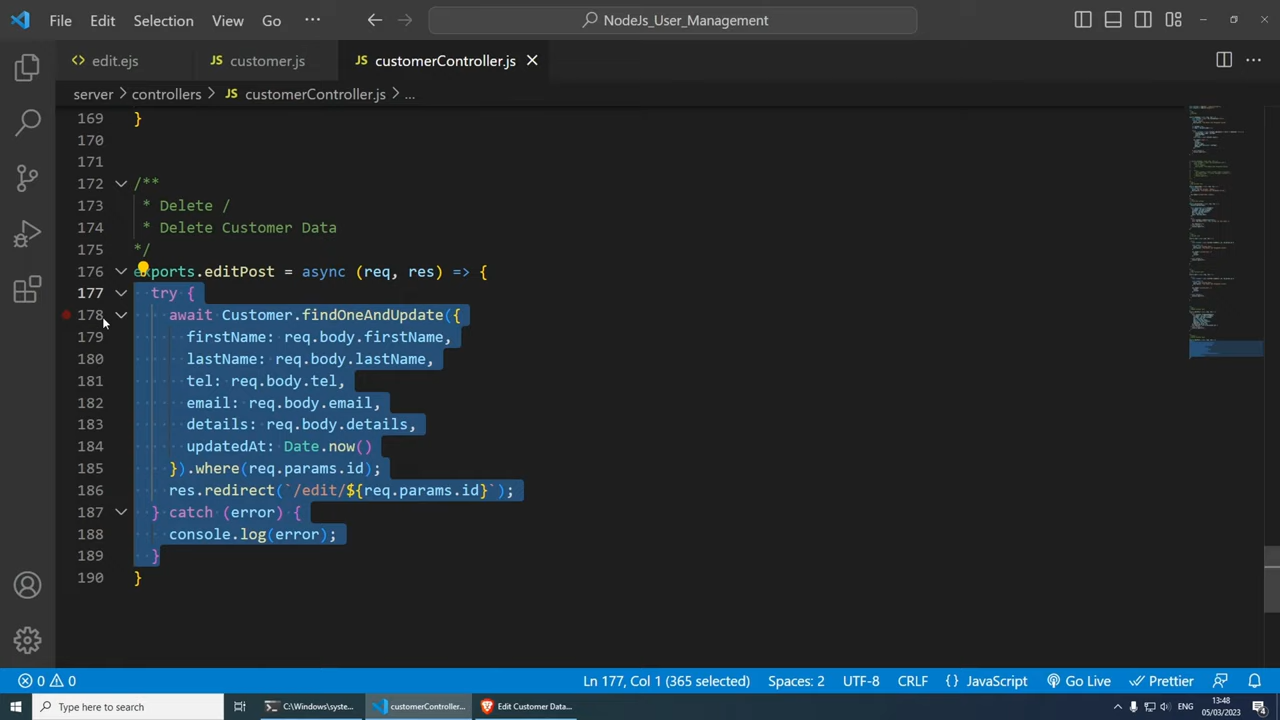 File Edit Selection View Go ··· NodeJs_User_Management
edit.ejs JS customer.js JS customerController.js
server > controllers > JS customerController.js > ...
169 }
170
171
172 /**
173 * Delete /
174 * Delete Customer Data
175 */
176 exports.editPost = async (req, res) => {
177 try {
178 await Customer.findOneAndUpdate({
179 firstName: req.body.firstName,
180 lastName: req.body.lastName,
181 tel: req.body.tel,
182 email: req.body.email,
183 details: req.body.details,
184 updatedAt: Date.now()
185 }).where(req.params.id);
186 res.redirect(`/edit/${req.params.id}`);
187 } catch (error) {
188 console.log(error);
189 }
190 }
0 0 Ln 177, Col 1 (365 selected) Spaces: 2 UTF-8 CRLF {} JavaScript Go Live Prettier
Type here to search C:\Windows\syste... customerController... Edit Customer Data... ENG 13:48
05/03/2023 4